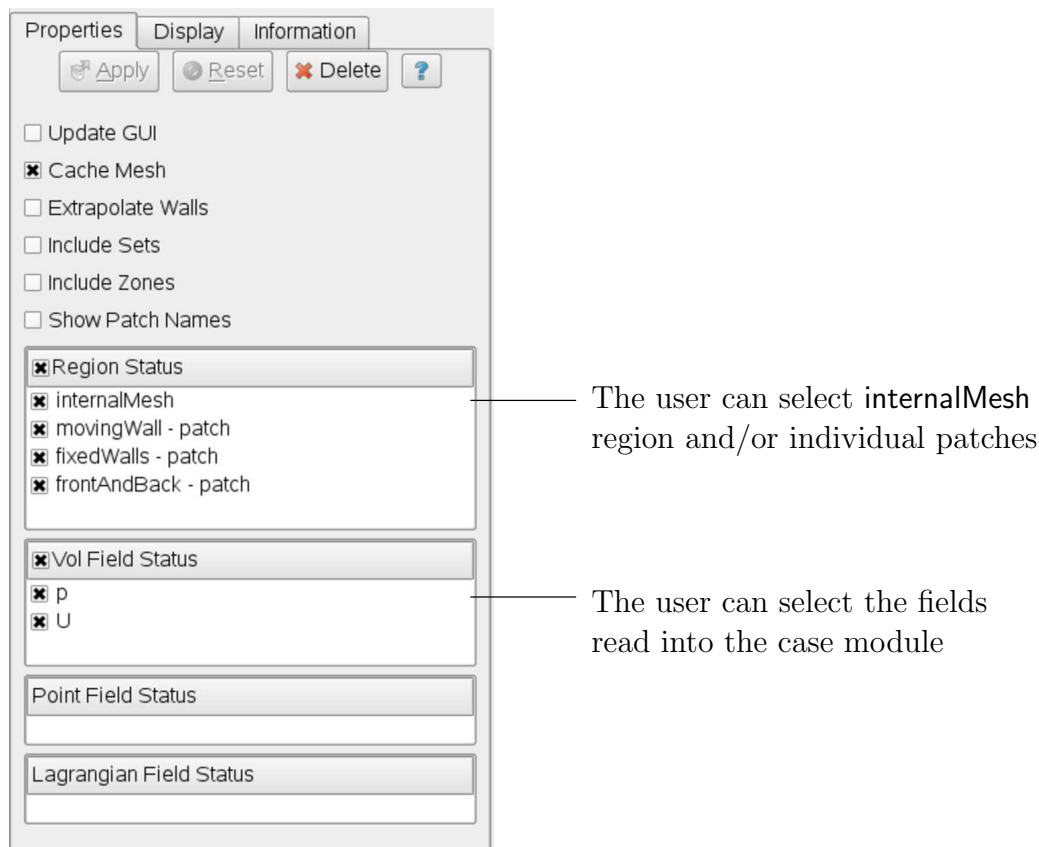 Properties Display Information
Apply Reset Delete ?
Update GUI
Cache Mesh
Extrapolate Walls
Include Sets
Include Zones
Show Patch Names
Region Status
internalMesh
movingWall - patch
fixedWalls - patch
frontAndBack - patch
The user can select internalMesh
region and/or individual patches
Vol Field Status
p
U
The user can select the fields
read into the case module
Point Field Status
Lagrangian Field Status